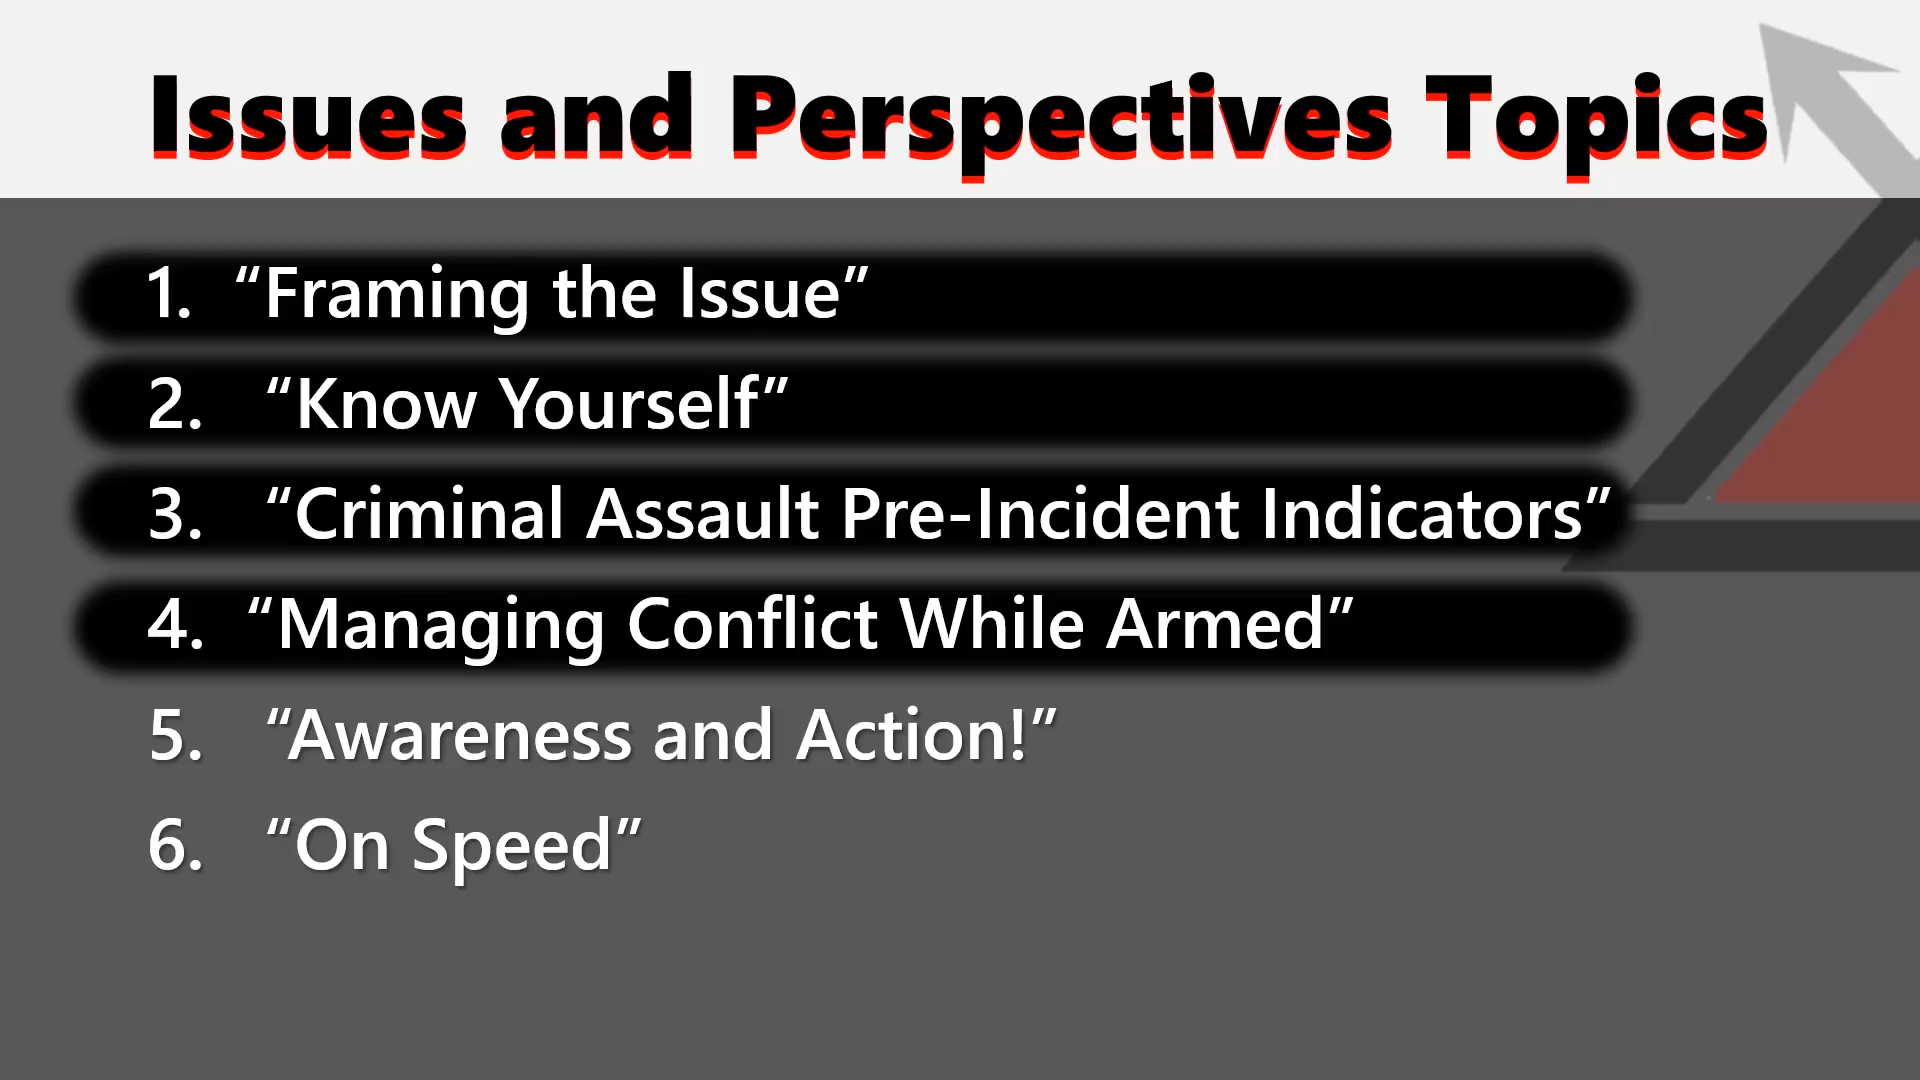 Issues and Perspectives Topics
1. “Framing the Issue”
2. “Know Yourself”
3. “Criminal Assault Pre-Incident Indicators”
4. “Managing Conflict While Armed”
5. “Awareness and Action!”
6. “On Speed”